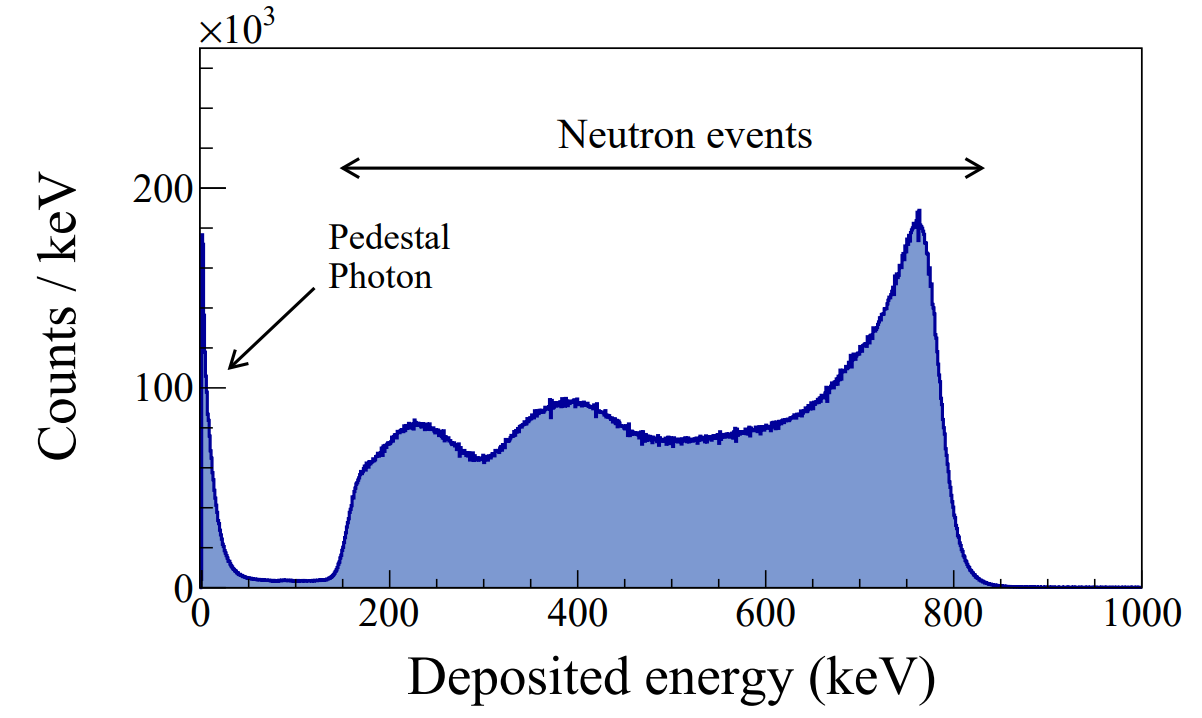 ×10³
Neutron events
200
Pedestal
Photon
100
0
0 200 400 600 800 1000
Counts / keV
Deposited energy (keV)